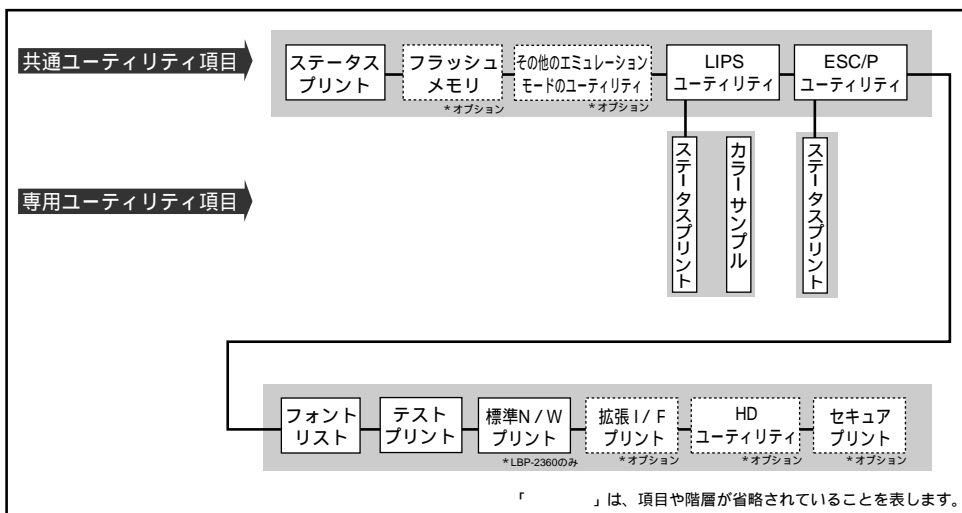 共通ユーティリティ項目
ステータス
プリント
フラッシュ
メモリ
*オプション
その他のエミュレーション
モードのユーティリティ
*オプション
LIPS
ユーティリティ
ESC/P
ユーティリティ
専用ユーティリティ項目
ステータスプリント
カラーサンプル
ステータスプリント
フォント
リスト
テスト
プリント
標準N/W
プリント
*LBP-2360のみ
拡張I/F
プリント
*オプション
HD
ユーティリティ
*オプション
セキュア
プリント
*オプション
「　　　」は、項目や階層が省略されていることを表します。